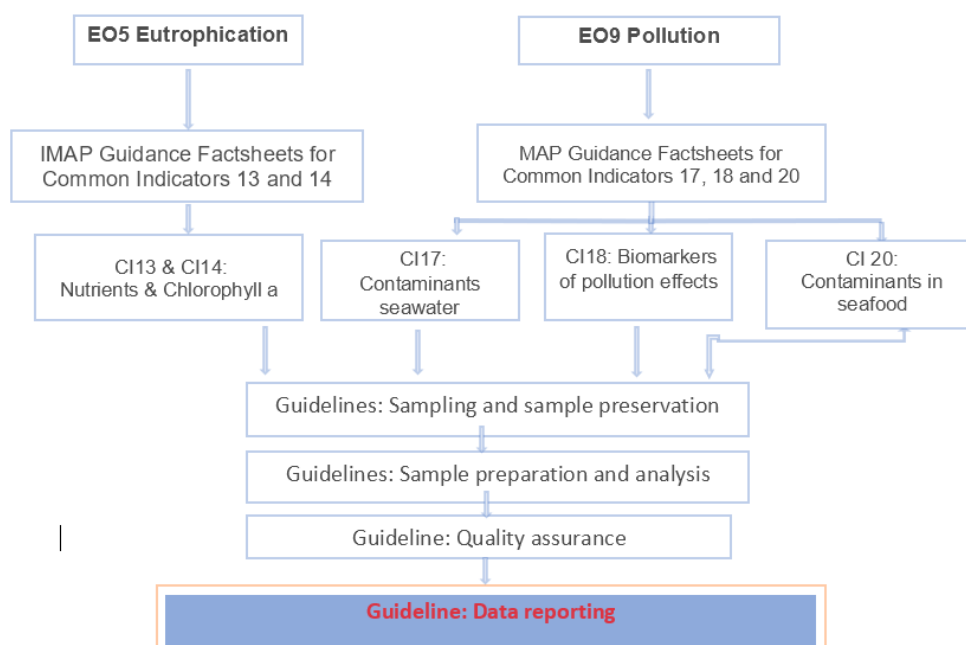 EO5 Eutrophication
EO9 Pollution
IMAP Guidance Factsheets for
Common Indicators 13 and 14
MAP Guidance Factsheets for
Common Indicators 17, 18 and 20
CI13 & CI14:
Nutrients & Chlorophyll a
CI17:
Contaminants
seawater
CI18: Biomarkers
of pollution effects
CI 20:
Contaminants in
seafood
Guidelines: Sampling and sample preservation
Guidelines: Sample preparation and analysis
Guideline: Quality assurance
Guideline: Data reporting